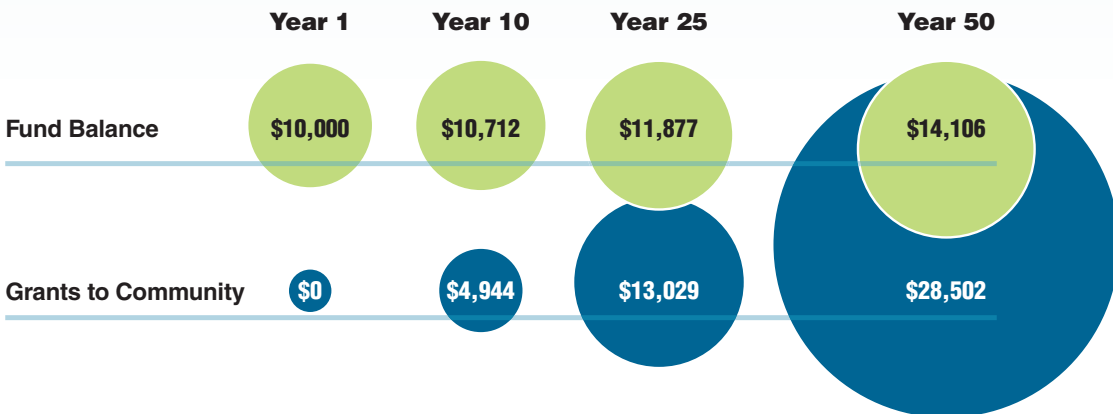 Year 1 Year 10 Year 25 Year 50
Fund Balance $10,000 $10,712 $11,877 $14,106
Grants to Community $0 $4,944 $13,029 $28,502